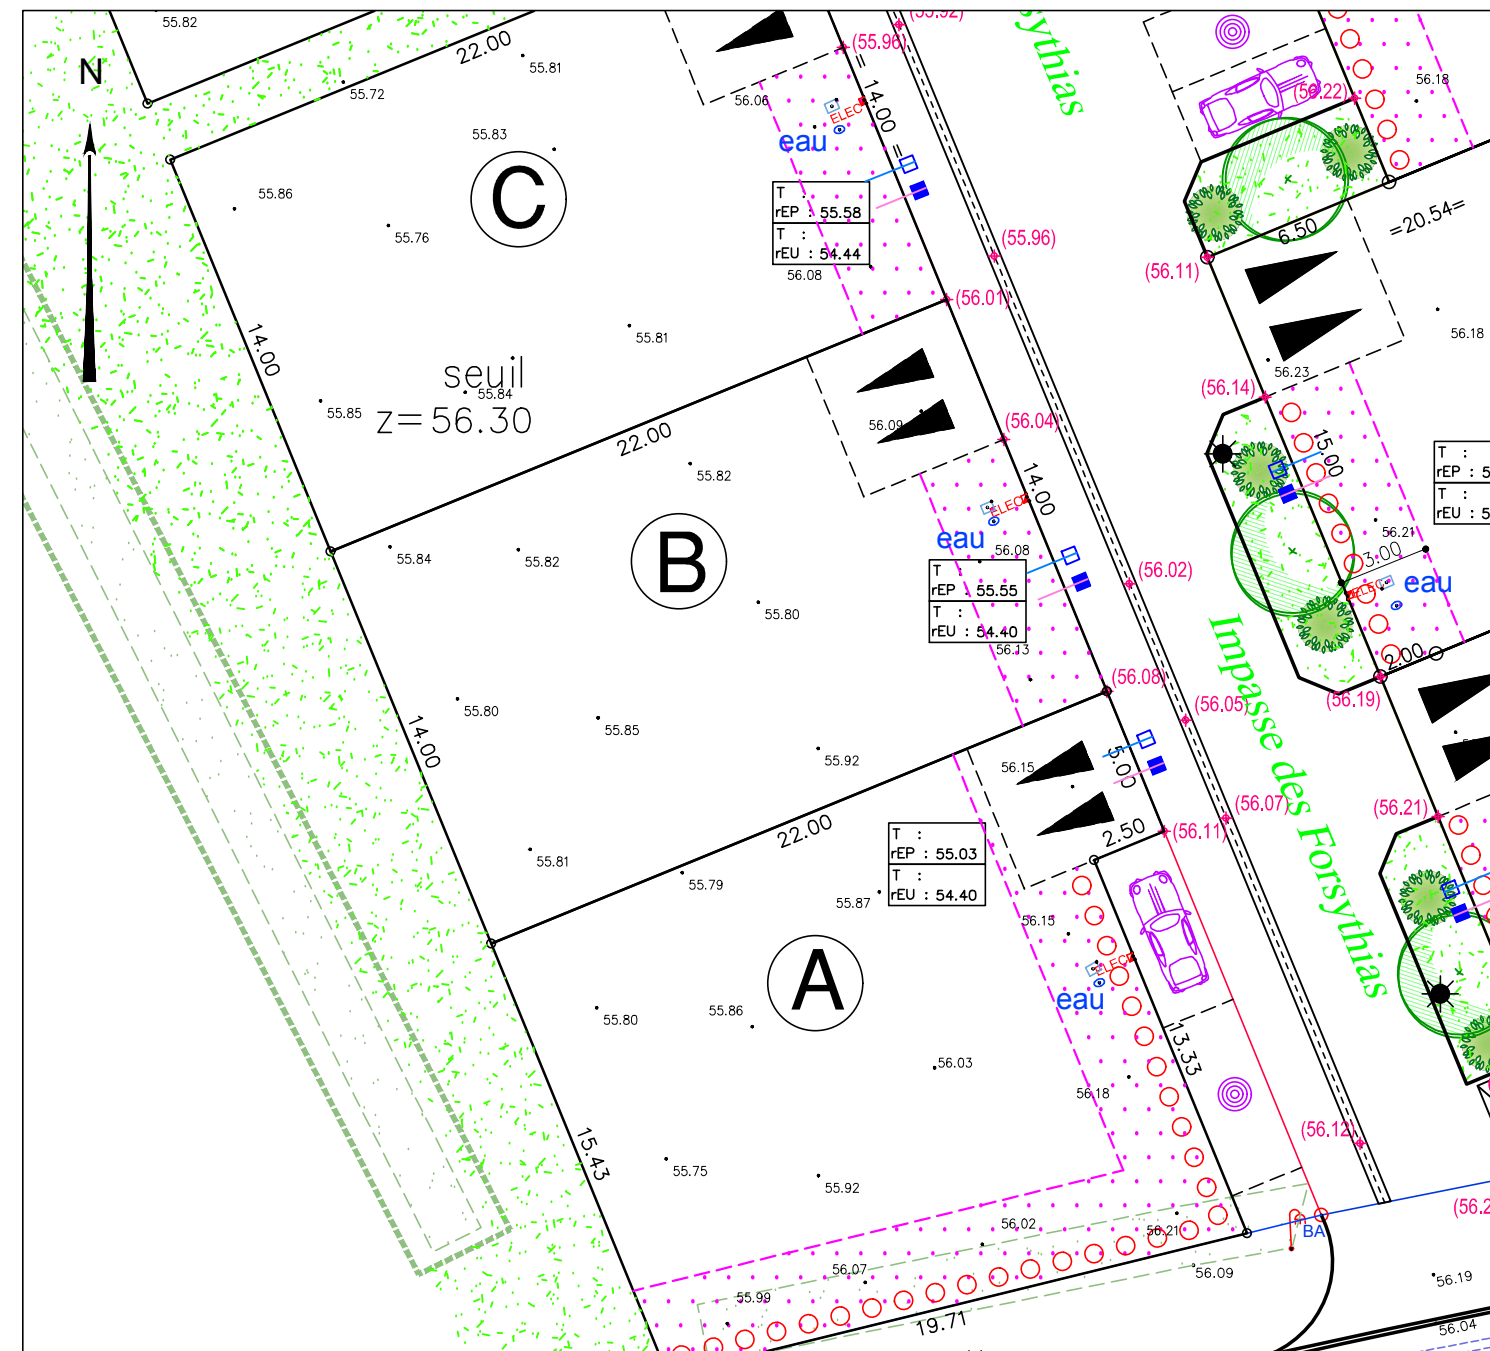 55.82
22.00
55.81
(55.92)
(55.96)
sythias
N
55.72
56.06
ELEC
= 14.00 =
56.18
(56.22)
55.83
eau
C
55.86
55.76
T :
rEP : 55.58
T :
rEU : 54.44
56.08
(55.96)
6.50
=20.54=
(56.11)
(56.01)
14.00
55.81
56.18
seuil
z=56.30
55.84
55.85
56.23
(56.14)
56.09
(56.04)
22.00
55.82
14.00
15.00
T :
rEP : 5
T :
rEU : 5
ELEC
eau
56.08
56.21
3.00
55.84
55.82
B
T :
rEP : 55.55
T :
rEU : 54.40
(56.02)
ELEC
eau
55.80
56.13
2.00
(56.08)
(56.19)
Impasse des Forsythias
55.80
55.85
14.00
55.92
(56.05)
56.15
5.00
22.00
2.50
(56.11)
(56.07)
(56.21)
T :
rEP : 55.03
T :
rEU : 54.40
55.81
55.79
55.87
56.15
ELEC
eau
A
55.80
55.86
56.03
13.33
56.18
(56.12)
15.43
55.75
55.92
56.02
56.21
BA
(56.2
56.07
56.09
56.19
55.99
19.71
56.04